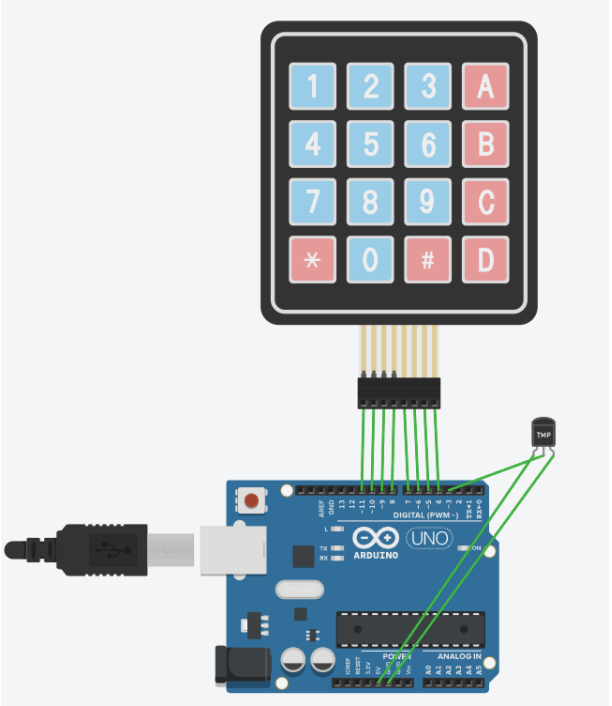 1 2 3 A
4 5 6 B
7 8 9 C
* 0 # D
TMP
AREF
GND
13
12
~11
~10
~9
8
7
~6
~5
4
~3
2
TX→1
RX←0
DIGITAL (PWM~)
L
TX
RX
ARDUINO
UNO
ON
IOREF
RESET
3.3V
5V
GND
GND
Vin
POWER
ANALOG IN
A0
A1
A2
A3
A4
A5